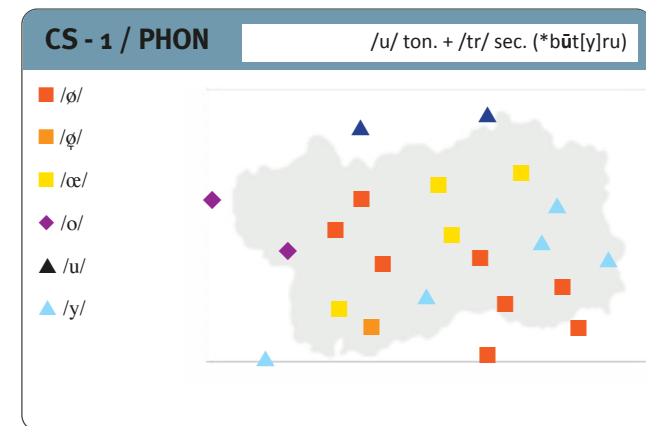 CS - 1 / PHON
/u/ ton. + /tr/ sec. (*būt[y]ru)
/ø/
/ø̣/
/œ/
/o/
/u/
/y/